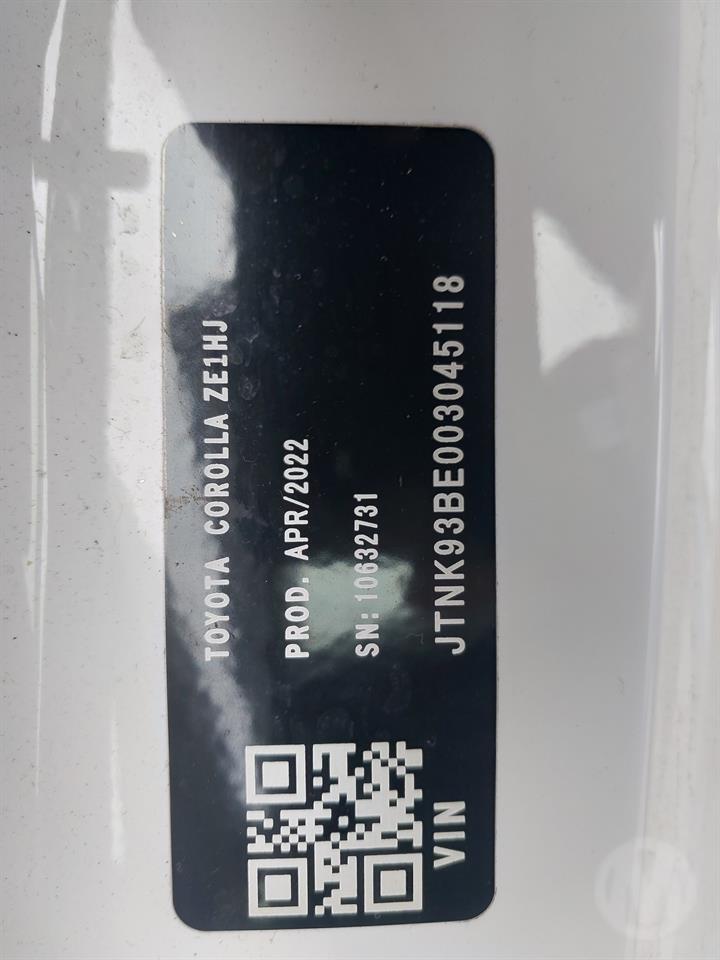 TOYOTA COROLLA ZE1HJ
PROD. APR/2022
SN: 10632731
VIN JTNK93BE003045118